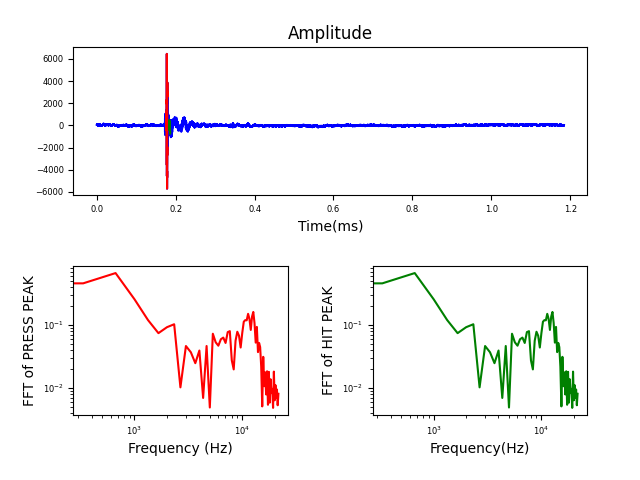 Amplitude
6000
4000
2000
0
−2000
−4000
−6000
0.0 0.2 0.4 0.6 0.8 1.0 1.2
Time(ms)
FFT of PRESS PEAK
10⁻¹
10⁻²
10³ 10⁴
Frequency (Hz)
FFT of HIT PEAK
10⁻¹
10⁻²
10³ 10⁴
Frequency(Hz)